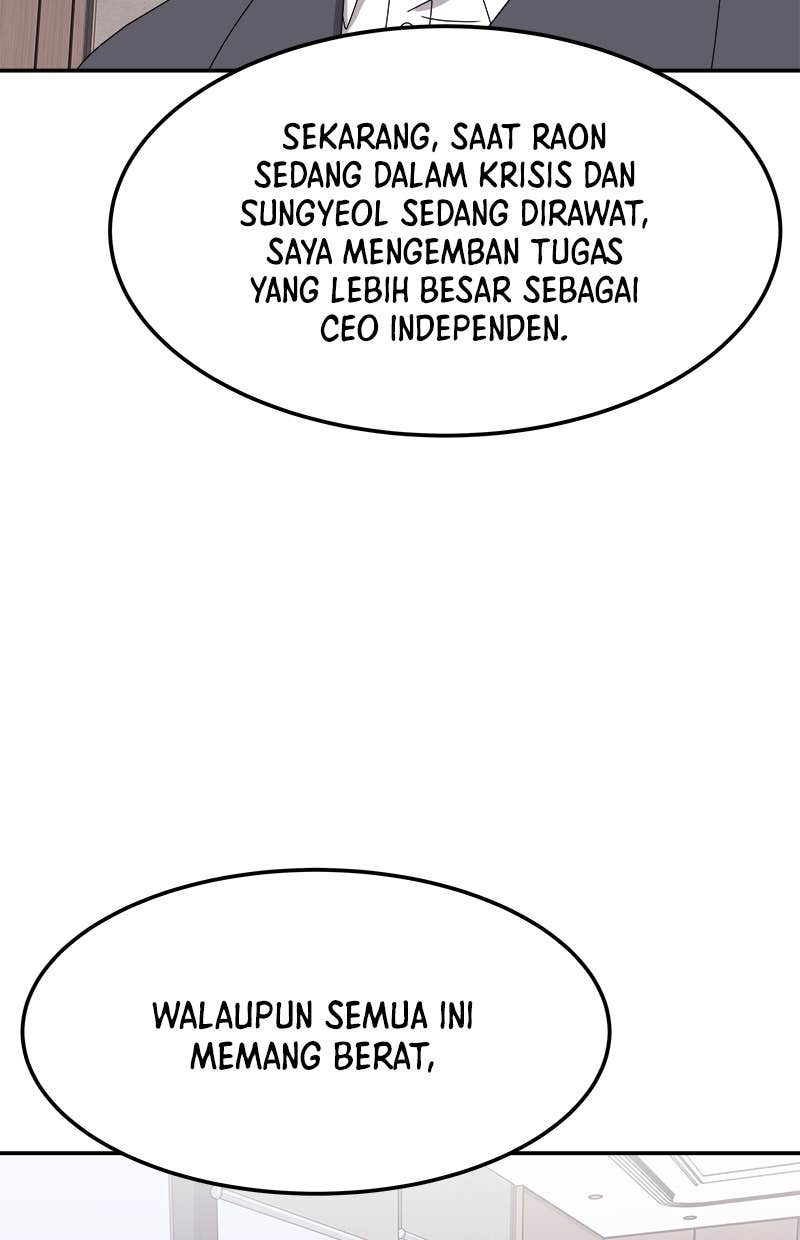 SEKARANG, SAAT RAON
SEDANG DALAM KRISIS DAN
SUNGYEOL SEDANG DIRAWAT,
SAYA MENGEMBAN TUGAS
YANG LEBIH BESAR SEBAGAI
CEO INDEPENDEN.
WALAUPUN SEMUA INI
MEMANG BERAT,